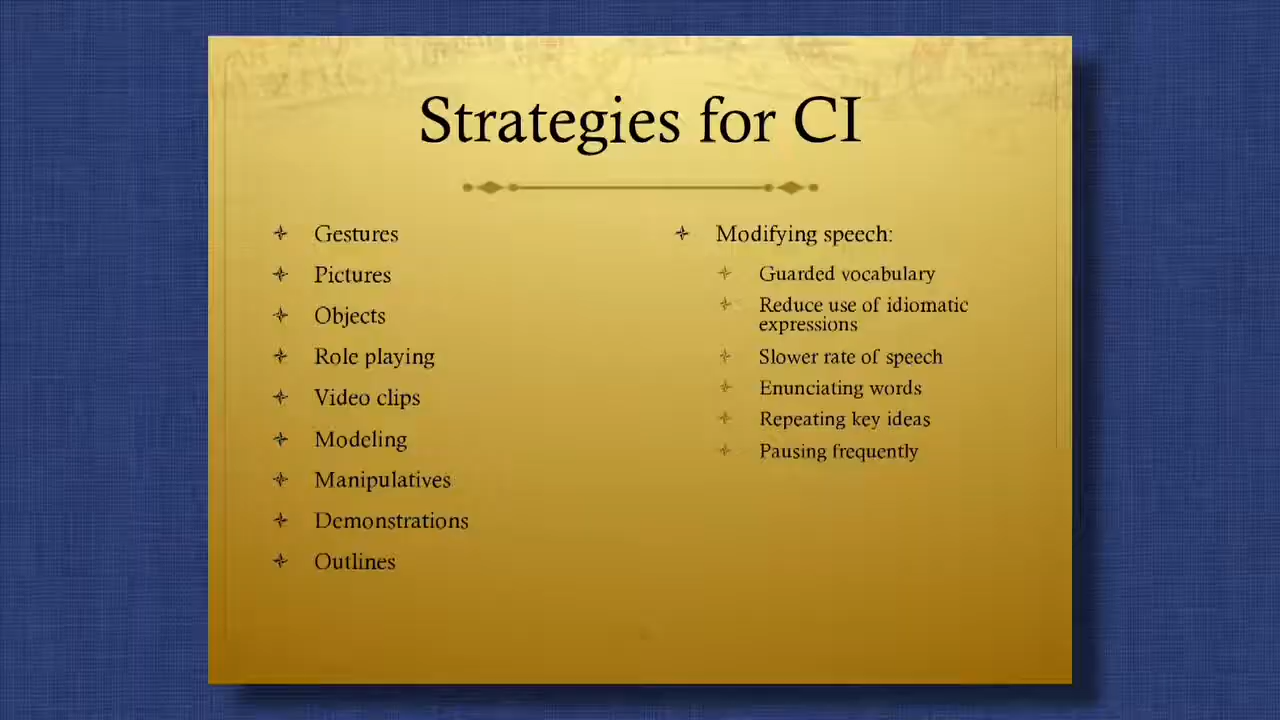 Strategies for CI
Gestures
Pictures
Objects
Role playing
Video clips
Modeling
Manipulatives
Demonstrations
Outlines
Modifying speech:
Guarded vocabulary
Reduce use of idiomatic
expressions
Slower rate of speech
Enunciating words
Repeating key ideas
Pausing frequently